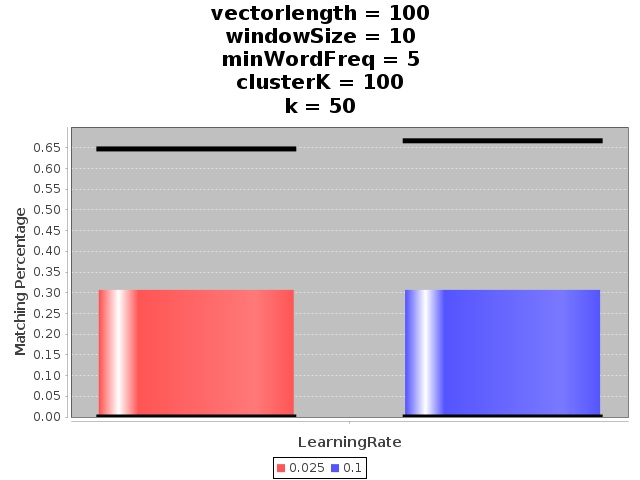 vectorlength = 100
windowSize = 10
minWordFreq = 5
clusterK = 100
k = 50
Matching Percentage
0.65
0.60
0.55
0.50
0.45
0.40
0.35
0.30
0.25
0.20
0.15
0.10
0.05
0.00
LearningRate
0.025 0.1